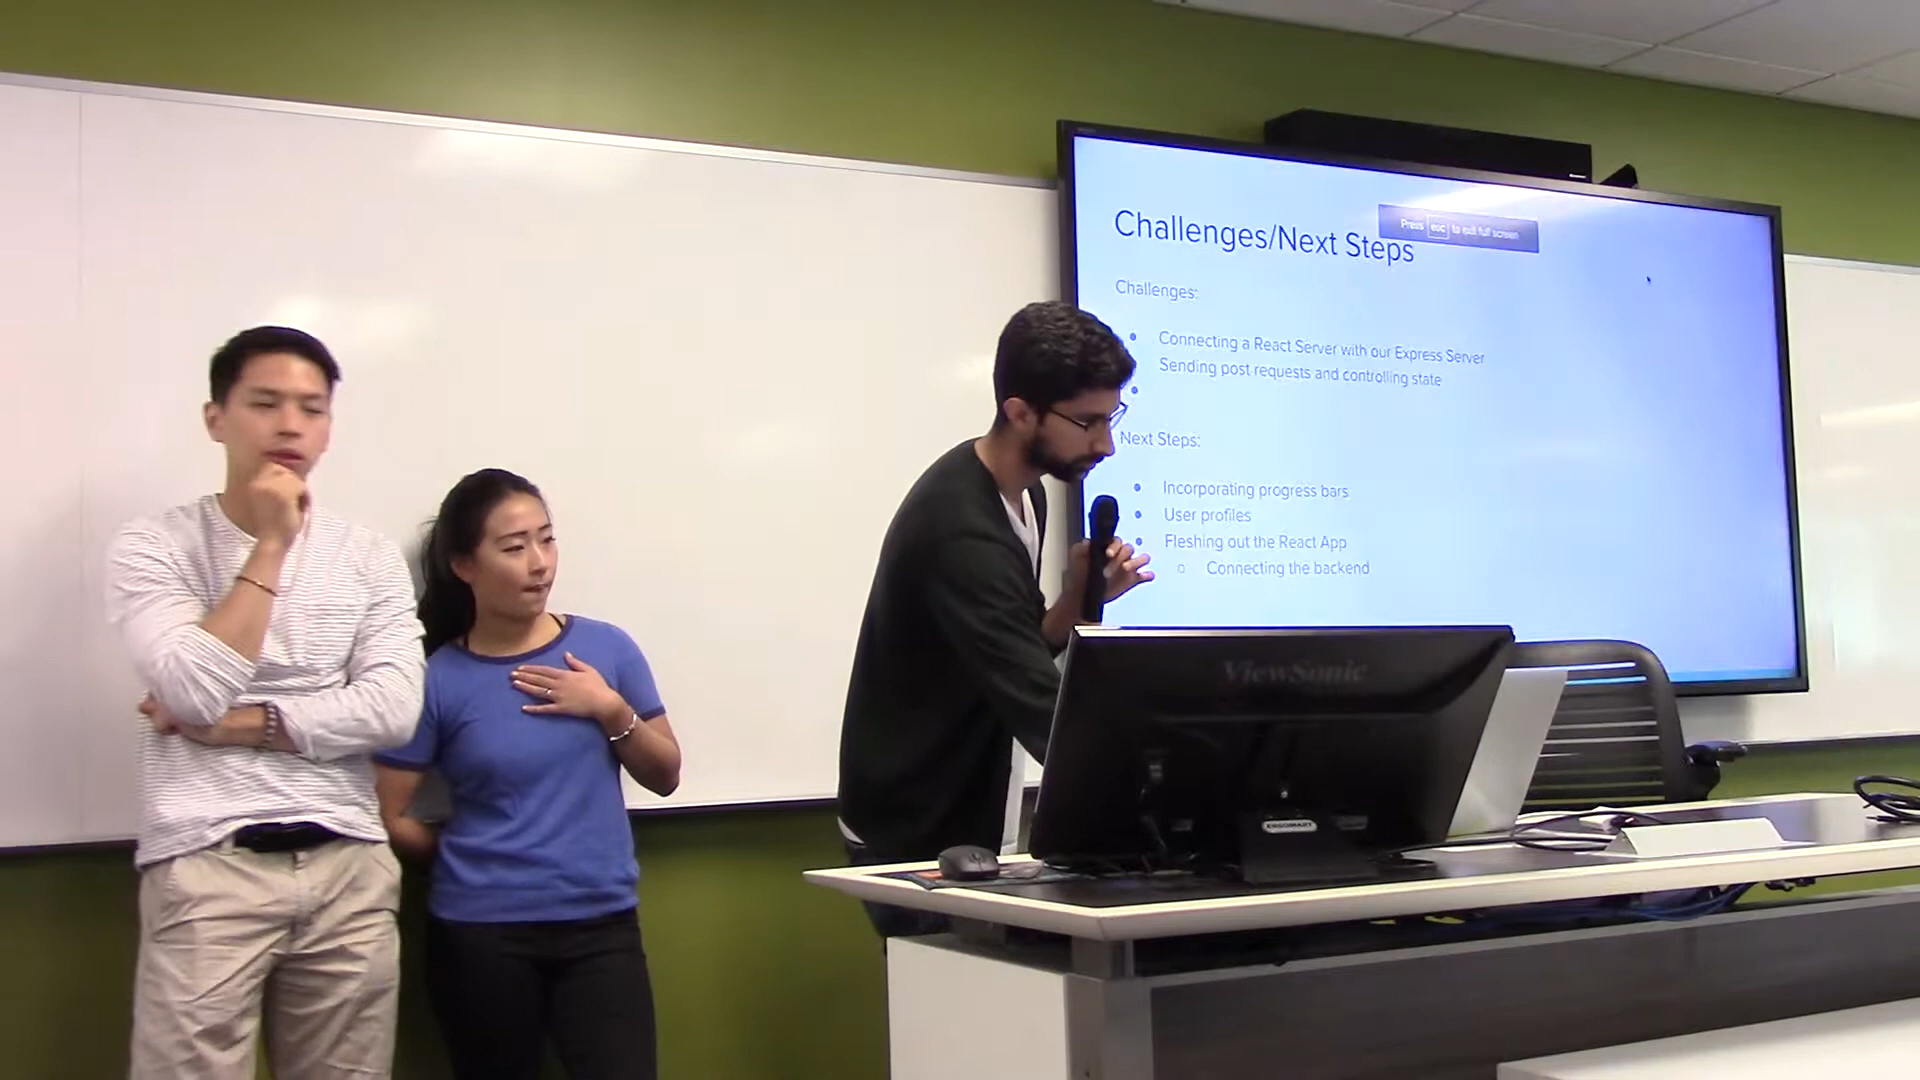 Challenges/Next Steps
Press esc to exit full screen
Challenges:
Connecting a React Server with our Express Server
Sending post requests and controlling state
Next Steps:
Incorporating progress bars
User profiles
Fleshing out the React App
Connecting the backend
ViewSonic
ERGOMART